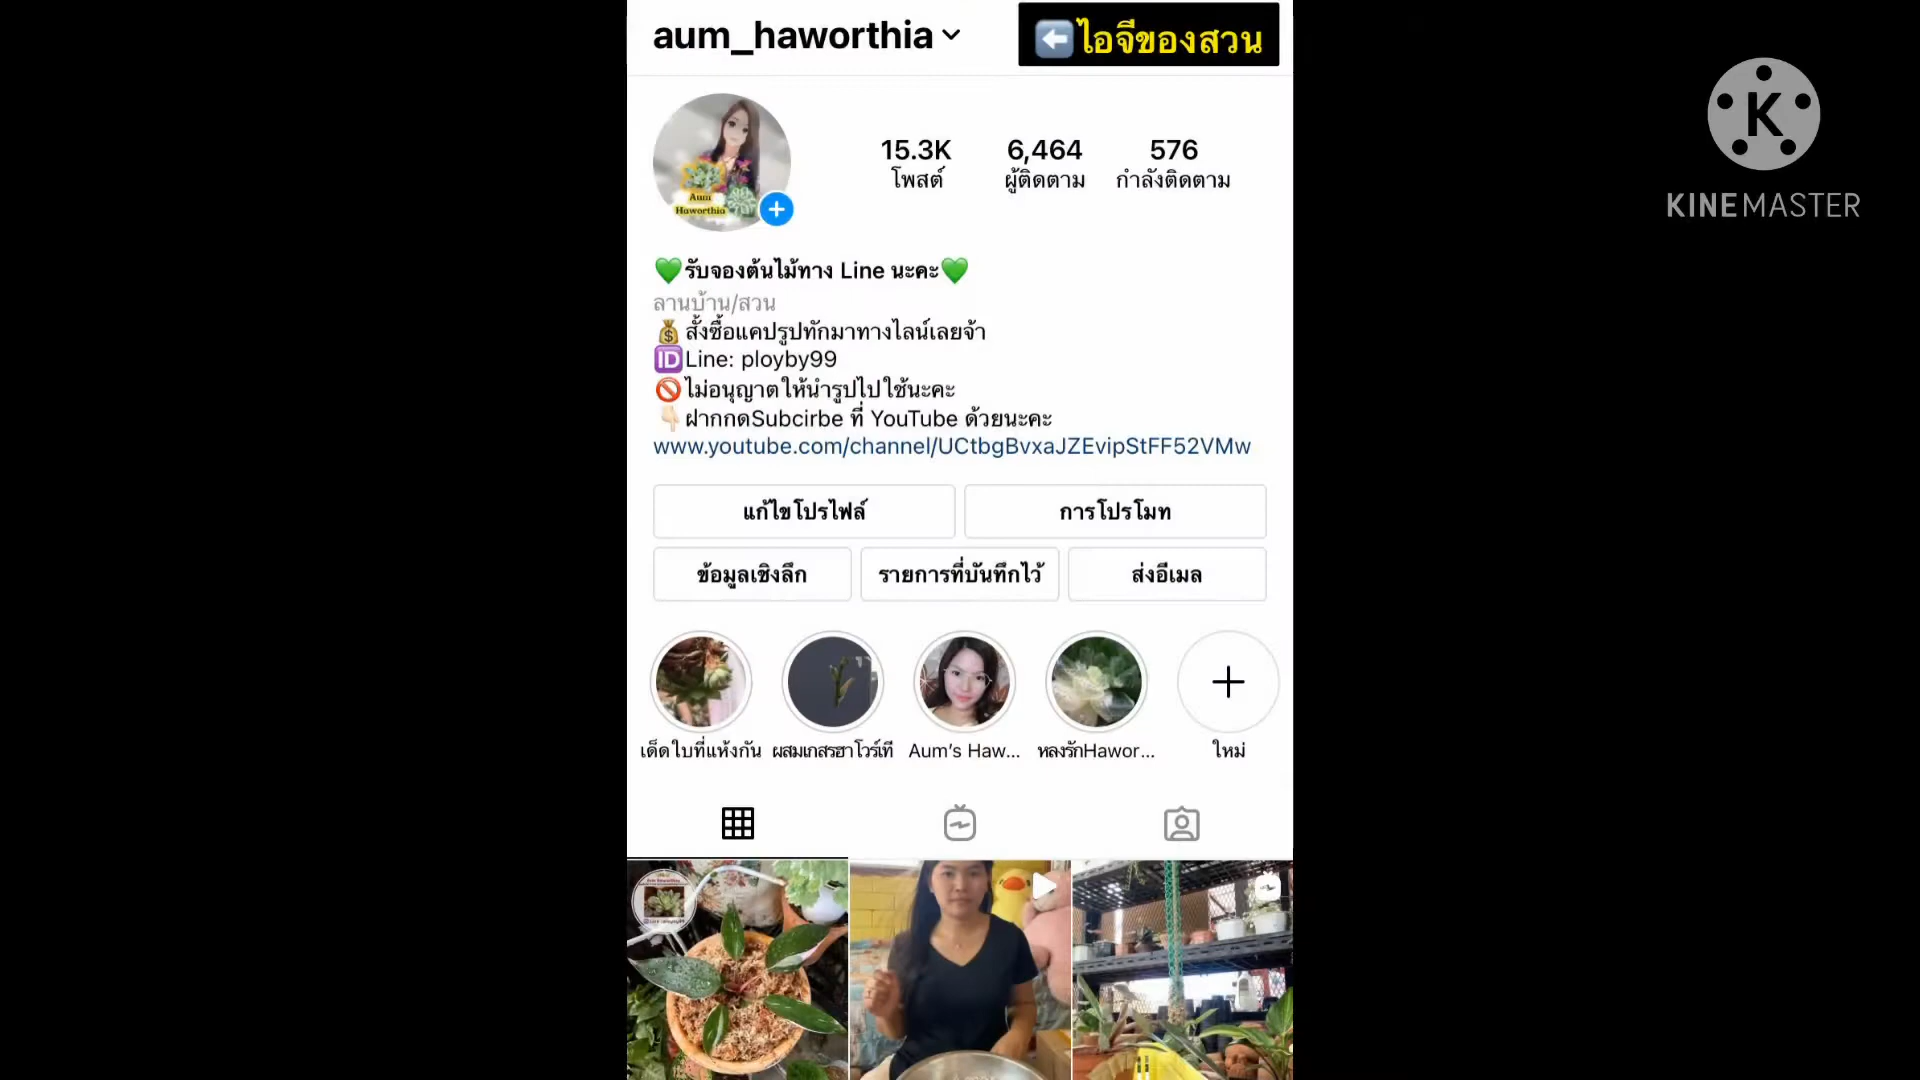 aum_haworthia
⬅️ไอจีของสวน
K
KINEMASTER
Aum
Haworthia
15.3K
โพสต์
6,464
ผู้ติดตาม
576
กำลังติดตาม
💚รับจองต้นไม้ทาง Line นะคะ💚
ลานบ้าน/สวน
💰สั้งซื้อแคปรูปทักมาทางไลน์เลยจ้า
🆔Line: ployby99
🚫ไม่อนุญาตให้นำรูปไปใช้นะคะ
👇🏻ฝากกดSubcirbe ที่ YouTube ด้วยนะคะ
www.youtube.com/channel/UCtbgBvxaJZEvipStFF52VMw
แก้ไขโปรไฟล์
การโปรโมท
ข้อมูลเชิงลึก
รายการที่บันทึกไว้
ส่งอีเมล
เด็ดใบที่แห้งกัน
ผสมเกสรฮาโวร์เที
Aum’s Haw...
หลงรักHawor...
ใหม่